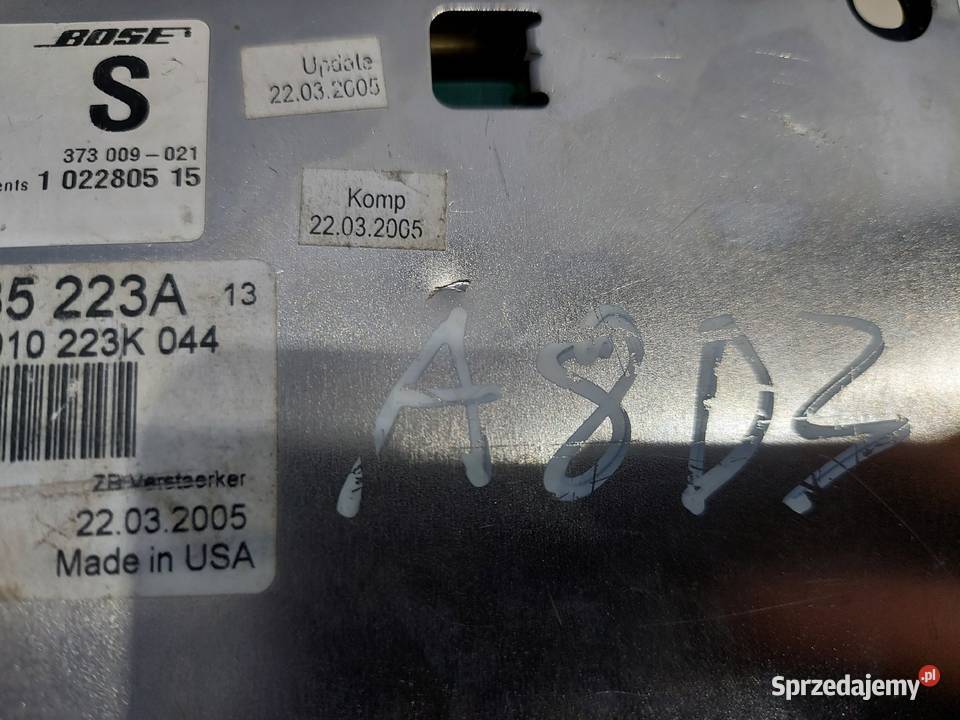 BOSE
S
373 009-021
ents 1 022805 15
Update
22.03.2005
Komp
22.03.2005
35 223A 13
910 223K 044
ZB Verstaerker
22.03.2005
Made in USA
A8D3
Sprzedajemy.pl